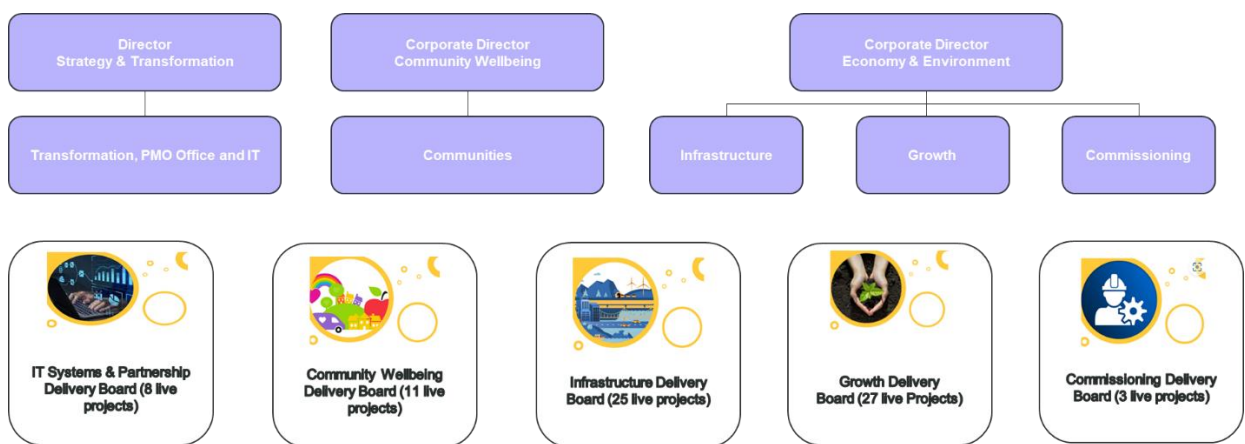 Director
Strategy & Transformation
Corporate Director
Community Wellbeing
Corporate Director
Economy & Environment
Transformation, PMO Office and IT
Communities
Infrastructure
Growth
Commissioning
IT Systems & Partnership
Delivery Board (8 live
projects)
Community Wellbeing
Delivery Board (11 live
projects)
Infrastructure Delivery
Board (25 live projects)
Growth Delivery
Board (27 live Projects)
Commissioning Delivery
Board (3 live projects)